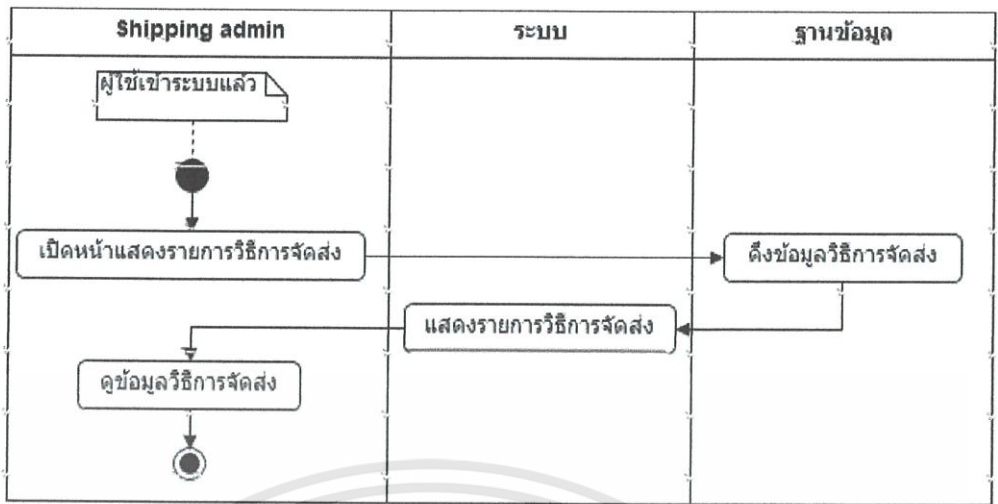 Shipping admin ระบบ ฐานข้อมูล
ผู้ใช้เข้าระบบแล้ว
เปิดหน้าแสดงรายการวิธีการจัดส่ง ดึงข้อมูลวิธีการจัดส่ง
แสดงรายการวิธีการจัดส่ง
ดูข้อมูลวิธีการจัดส่ง